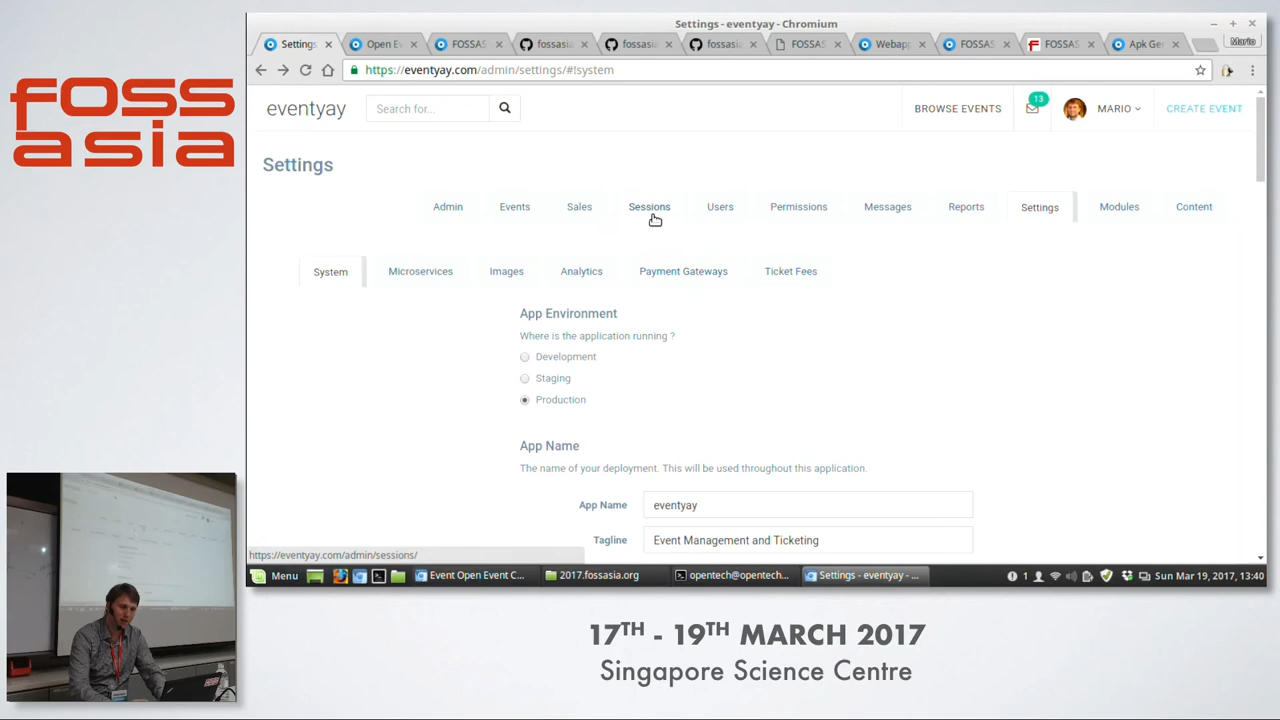 FOSS
asia
Settings - eventyay - Chromium
Settings
Open Ev
FOSSAS
fossasia
fossasia
fossasia
FOSSAS
Webapp
FOSSAS
FOSSAS
Apk Ge
Mario
https://eventyay.com/admin/settings/#!system
eventyay
Search for...
BROWSE EVENTS
13
MARIO
CREATE EVENT
Settings
Admin
Events
Sales
Sessions
Users
Permissions
Messages
Reports
Settings
Modules
Content
System
Microservices
Images
Analytics
Payment Gateways
Ticket Fees
App Environment
Where is the application running ?
Development
Staging
Production
App Name
The name of your deployment. This will be used throughout this application.
App Name
eventyay
Tagline
Event Management and Ticketing
https://eventyay.com/admin/sessions/
Menu
Event Open Event C...
2017.fossasia.org
opentech@opentech...
Settings - eventyay - ...
1
Sun Mar 19, 2017, 13:40
17TH - 19TH MARCH 2017
Singapore Science Centre